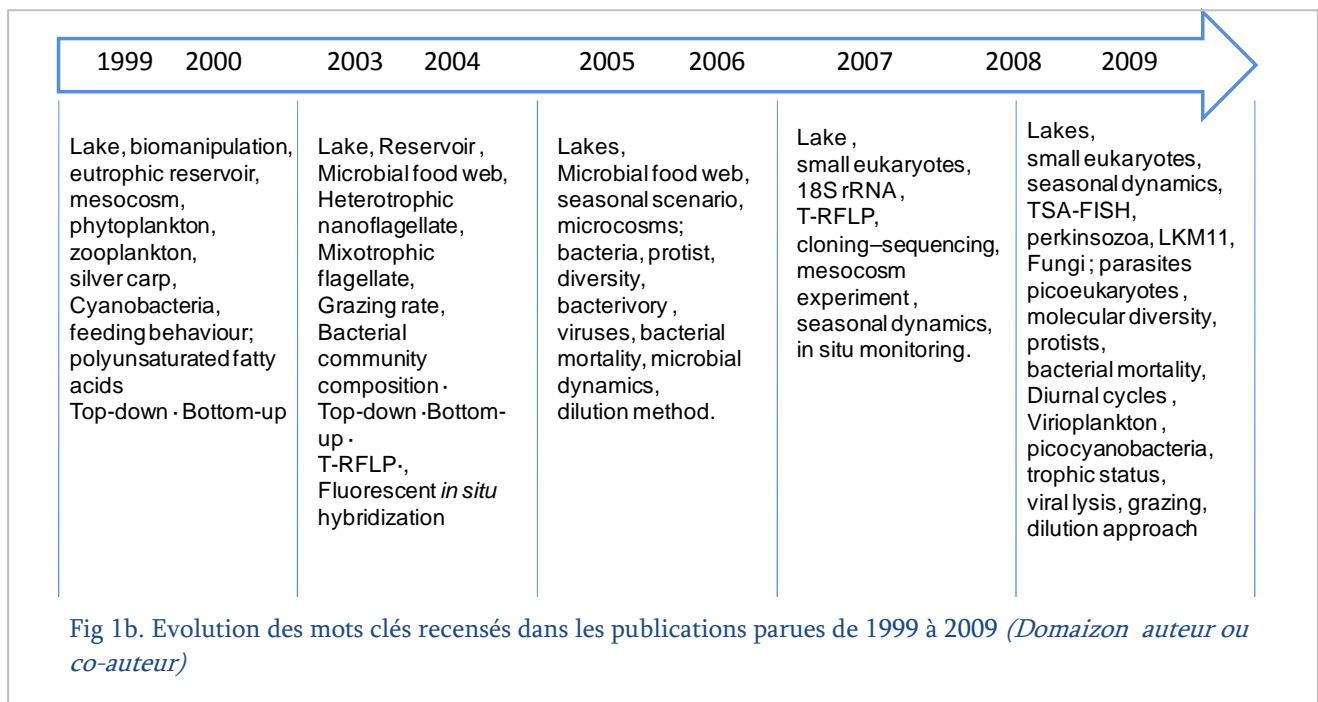 1999 2000 2003 2004 2005 2006 2007 2008 2009
Lake, biomanipulation,
eutrophic reservoir,
mesocosm,
phytoplankton,
zooplankton,
silver carp,
Cyanobacteria,
feeding behaviour;
polyunsaturated fatty
acids
Top-down · Bottom-up
Lake, Reservoir ,
Microbial food web,
Heterotrophic
nanoflagellate,
Mixotrophic
flagellate,
Grazing rate,
Bacterial
community
composition ·
Top-down ·Bottom-
up ·
T-RFLP·,
Fluorescent in situ
hybridization
Lakes,
Microbial food web,
seasonal scenario,
microcosms;
bacteria, protist,
diversity,
bacterivory ,
viruses, bacterial
mortality, microbial
dynamics,
dilution method.
Lake ,
small eukaryotes,
18S rRNA ,
T-RFLP,
cloning–sequencing,
mesocosm
experiment ,
seasonal dynamics,
in situ monitoring.
Lakes,
small eukaryotes,
seasonal dynamics,
TSA-FISH,
perkinsozoa, LKM11,
Fungi ; parasites
picoeukaryotes ,
molecular diversity,
protists,
bacterial mortality,
Diurnal cycles ,
Virioplankton ,
picocyanobacteria,
trophic status,
viral lysis, grazing,
dilution approach
Fig 1b. Evolution des mots clés recensés dans les publications parues de 1999 à 2009 (Domaizon auteur ou
co-auteur)